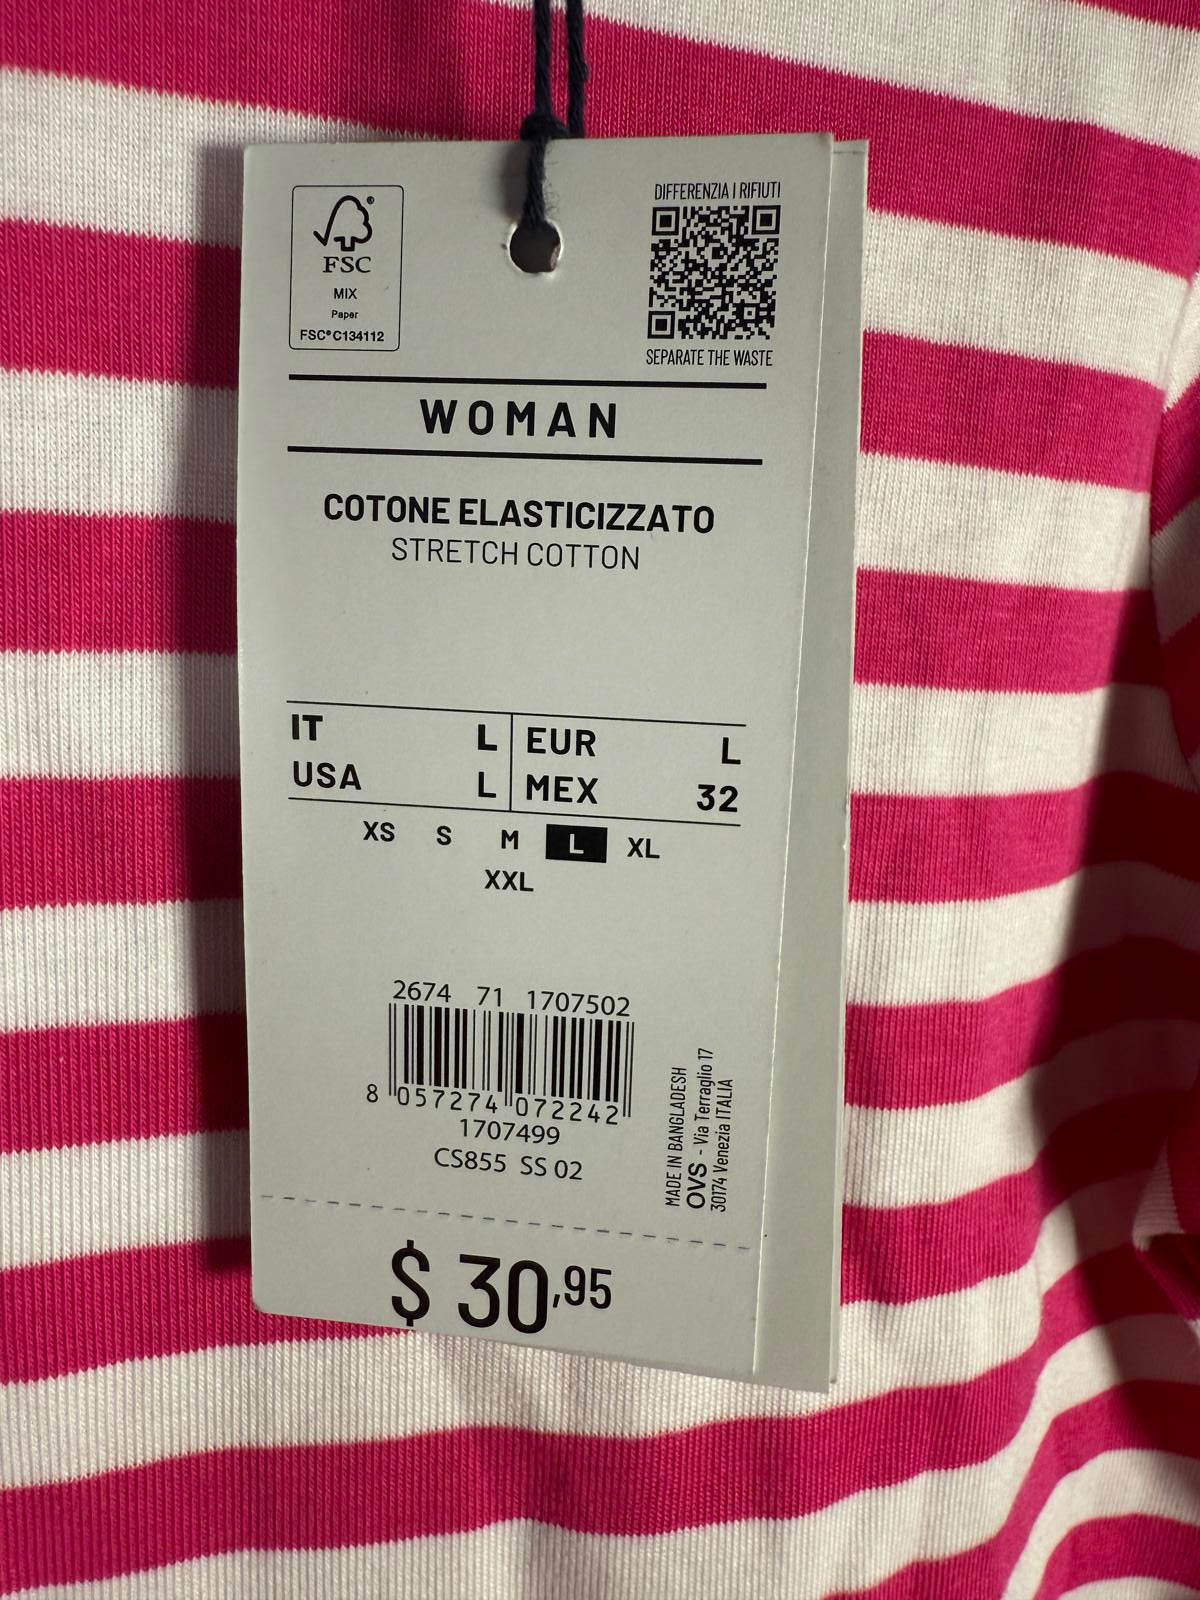 FSC®
MIX
Paper
FSC® C134112
DIFFERENZIA I RIFIUTI
SEPARATE THE WASTE
WOMAN
COTONE ELASTICIZZATO
STRETCH COTTON
IT L EUR L
USA L MEX 32
XS S M L XL
XXL
2674 71 1707502
8 057274 072242
1707499
CS855 SS 02
MADE IN BANGLADESH
OVS - Via Terraglio 17
30174 Venezia ITALIA
$ 30,95